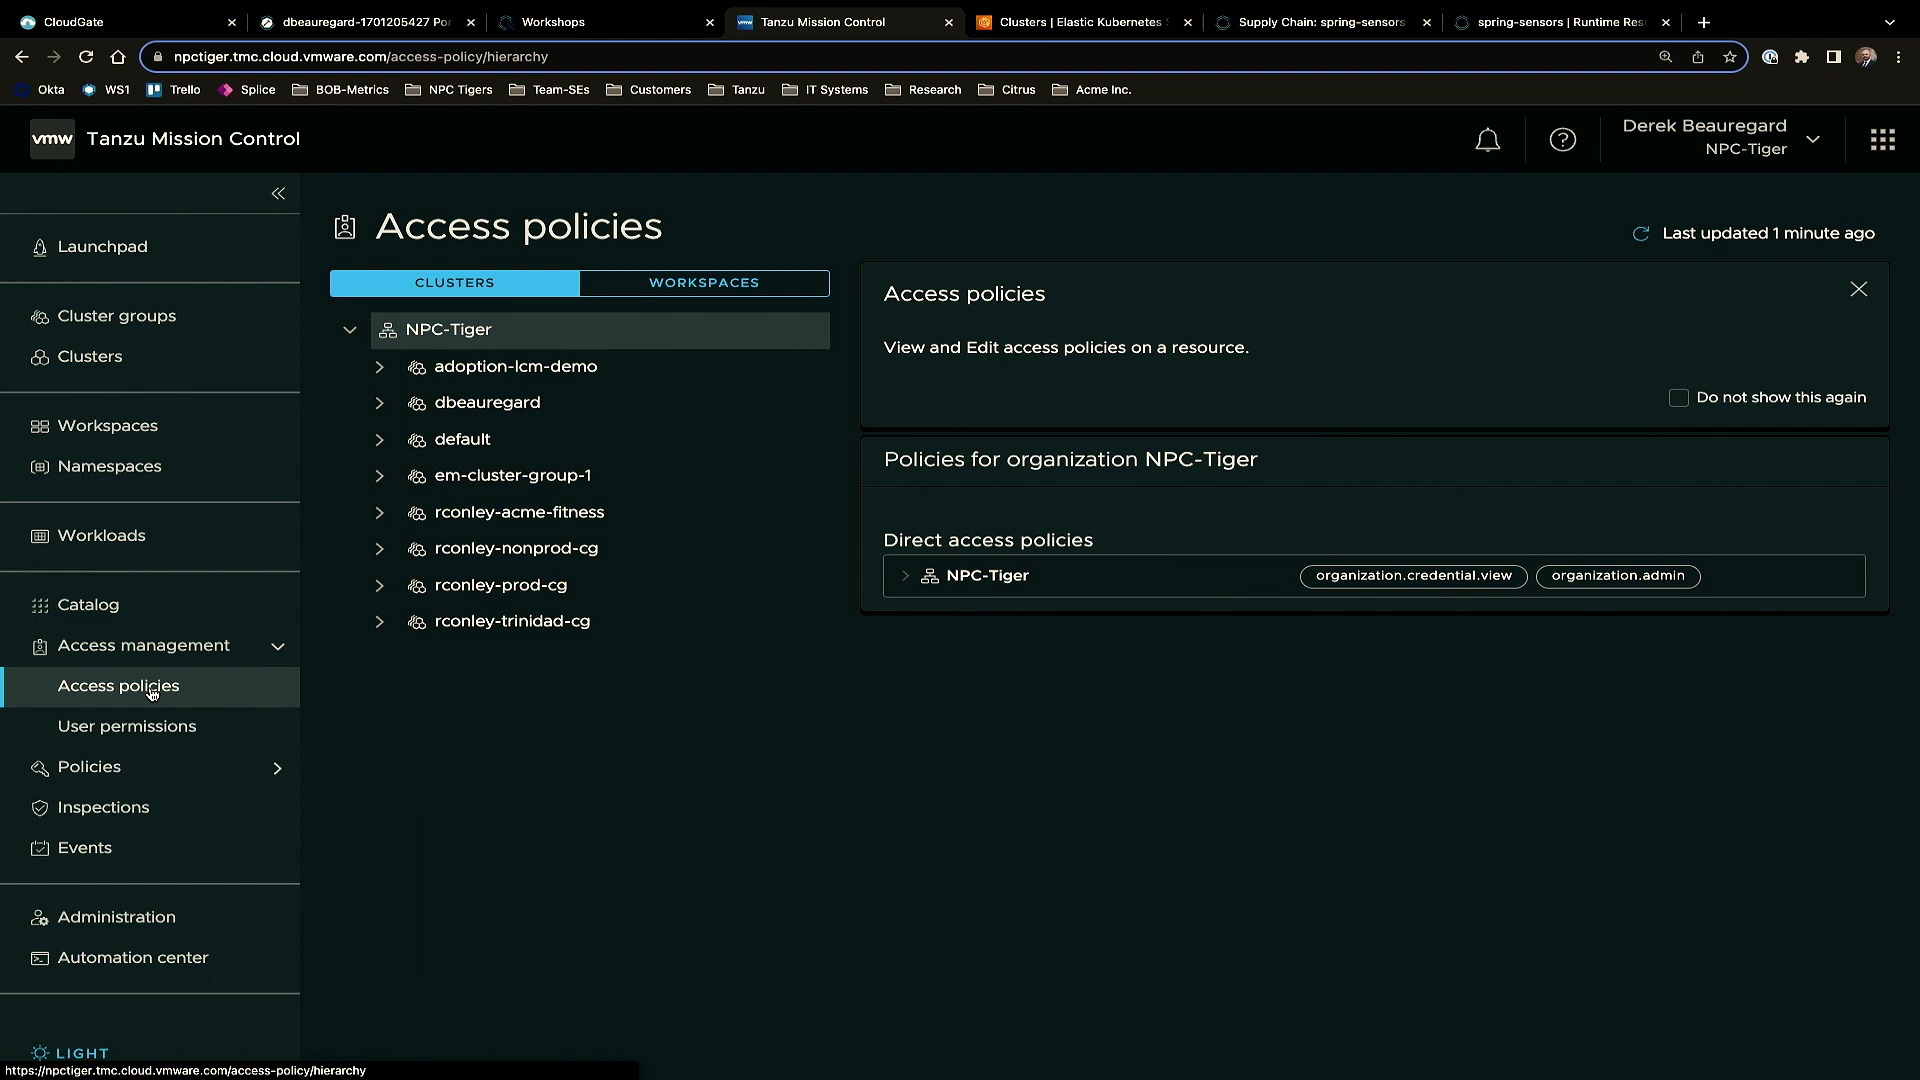 CloudGate
dbeauregard-1701205427 Por
Workshops
Tanzu Mission Control
Clusters | Elastic Kubernetes S
Supply Chain: spring-sensors
spring-sensors | Runtime Res
npctiger.tmc.cloud.vmware.com/access-policy/hierarchy
Okta
WS1
Trello
Splice
BOB-Metrics
NPC Tigers
Team-SEs
Customers
Tanzu
IT Systems
Research
Citrus
Acme Inc.
vmw
Tanzu Mission Control
Derek Beauregard
NPC-Tiger
Launchpad
Cluster groups
Clusters
Workspaces
Namespaces
Workloads
Catalog
Access management
Access policies
User permissions
Policies
Inspections
Events
Administration
Automation center
LIGHT
Access policies
Last updated 1 minute ago
CLUSTERS
WORKSPACES
NPC-Tiger
adoption-lcm-demo
dbeauregard
default
em-cluster-group-1
rconley-acme-fitness
rconley-nonprod-cg
rconley-prod-cg
rconley-trinidad-cg
Access policies
View and Edit access policies on a resource.
Do not show this again
Policies for organization NPC-Tiger
Direct access policies
NPC-Tiger
organization.credential.view
organization.admin
https://npctiger.tmc.cloud.vmware.com/access-policy/hierarchy